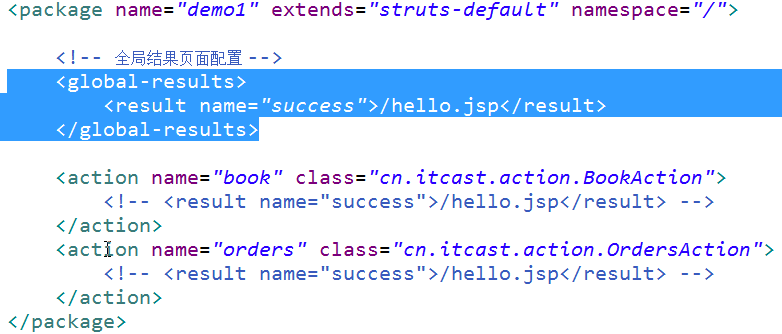 <package name="demo1" extends="struts-default" namespace="/">
<!-- 全局结果页面配置 -->
<global-results>
<result name="success">/hello.jsp</result>
</global-results>
<action name="book" class="cn.itcast.action.BookAction">
<!-- <result name="success">/hello.jsp</result> -->
</action>
<action name="orders" class="cn.itcast.action.OrdersAction">
<!-- <result name="success">/hello.jsp</result> -->
</action>
</package>